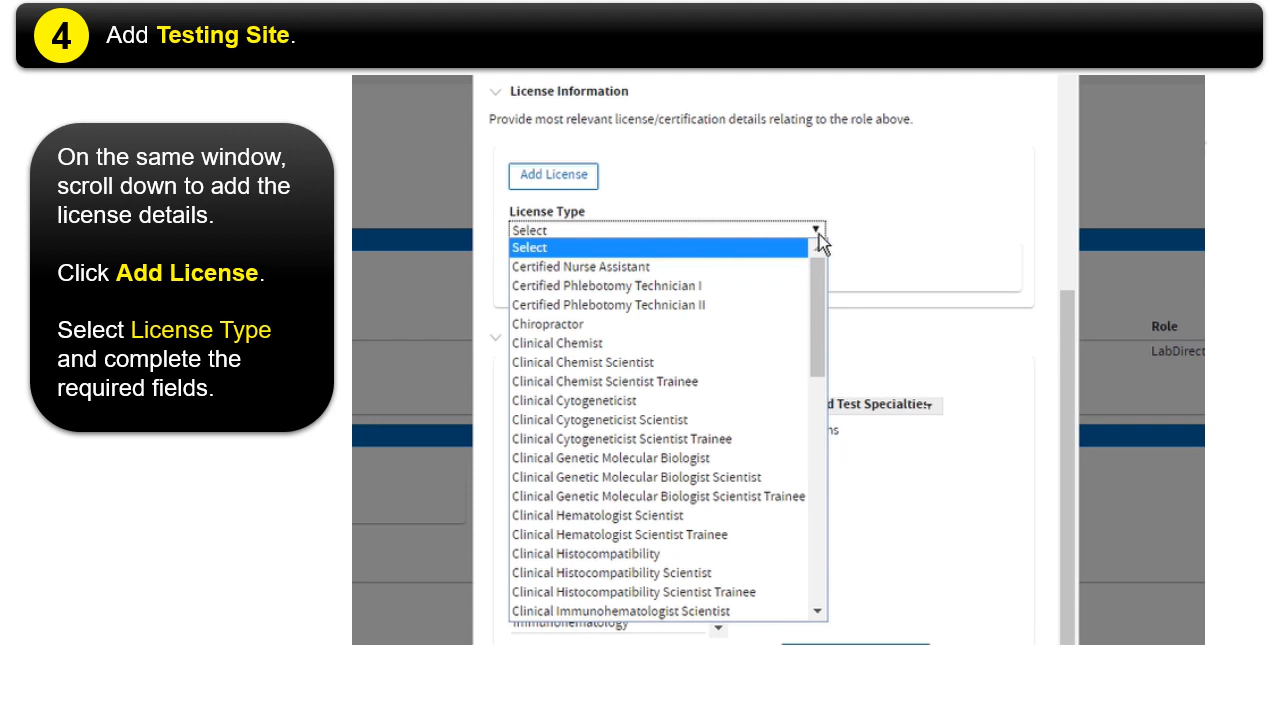 4
Add Testing Site.
On the same window,
scroll down to add the
license details.
Click Add License.
Select License Type
and complete the
required fields.
License Information
Provide most relevant license/certification details relating to the role above.
Add License
License Type
Select
Select
Certified Nurse Assistant
Certified Phlebotomy Technician I
Certified Phlebotomy Technician II
Chiropractor
Clinical Chemist
Clinical Chemist Scientist
Clinical Chemist Scientist Trainee
Clinical Cytogeneticist
Clinical Cytogeneticist Scientist
Clinical Cytogeneticist Scientist Trainee
Clinical Genetic Molecular Biologist
Clinical Genetic Molecular Biologist Scientist
Clinical Genetic Molecular Biologist Scientist Trainee
Clinical Hematologist Scientist
Clinical Hematologist Scientist Trainee
Clinical Histocompatibility
Clinical Histocompatibility Scientist
Clinical Histocompatibility Scientist Trainee
Clinical Immunohematologist Scientist
Immunohematology
d Test Specialties
ns
Role
LabDirect